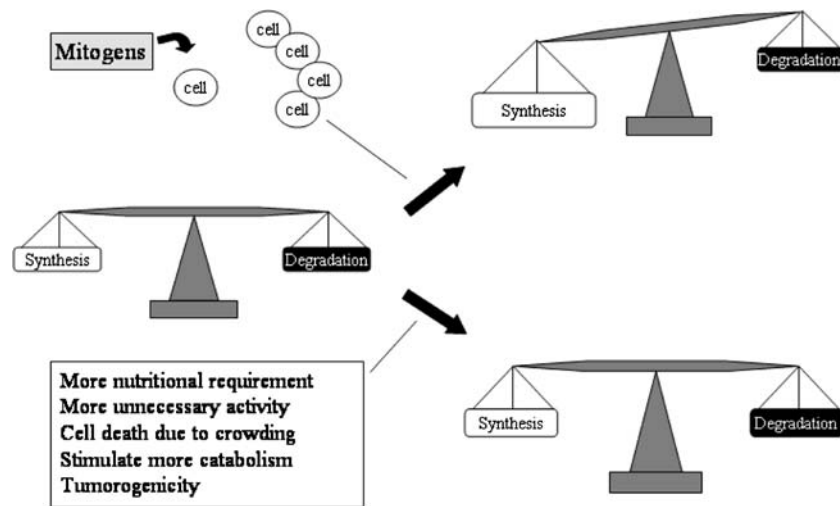 Mitogens
cell
cell
cell
cell
cell
Synthesis
Degradation
Synthesis
Degradation
More nutritional requirement
More unnecessary activity
Cell death due to crowding
Stimulate more catabolism
Tumorogenicity
Synthesis
Degradation